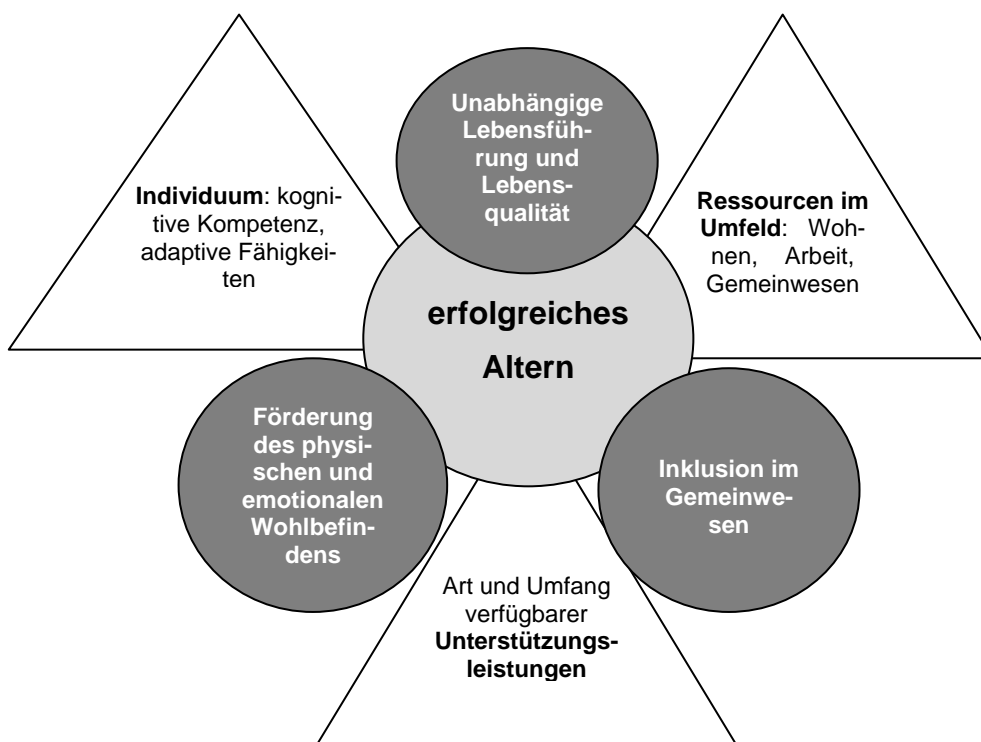 Unabhängige
Lebensfüh-
rung und
Lebens-
qualität
Individuum: kogni-
tive Kompetenz,
adaptive Fähigkei-
ten
Ressourcen im
Umfeld: Woh-
nen, Arbeit,
Gemeinwesen
erfolgreiches
Altern
Förderung
des physi-
schen und
emotionalen
Wohlbefin-
dens
Inklusion im
Gemeinwe-
sen
Art und Umfang
verfügbarer
Unterstützungs-
leistungen